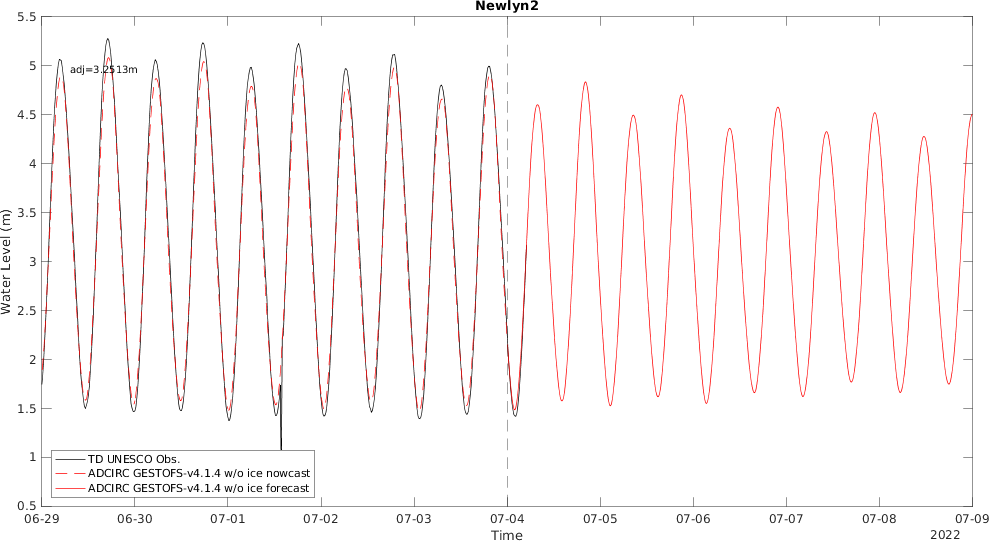 Newlyn2
5.5
5
4.5
4
3.5
3
2.5
2
1.5
1
0.5
Water Level (m)
adj=3.2513m
TD UNESCO Obs.
ADCIRC GESTOFS-v4.1.4 w/o ice nowcast
ADCIRC GESTOFS-v4.1.4 w/o ice forecast
06-29 06-30 07-01 07-02 07-03 07-04 07-05 07-06 07-07 07-08 07-09
Time
2022